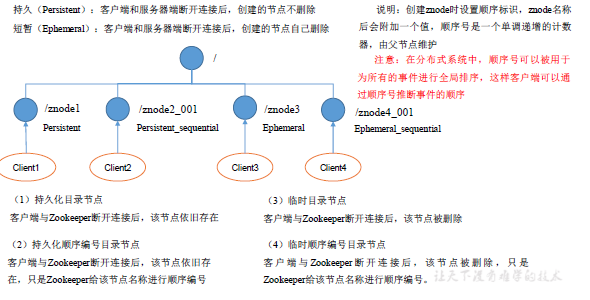 持久（Persistent）：客户端和服务器端断开连接后，创建的节点不删除
短暂（Ephemeral）：客户端和服务器端断开连接后，创建的节点自己删除
说明：创建znode时设置顺序标识，znode名称
后会附加一个值，顺序号是一个单调递增的计数
器，由父节点维护
注意：在分布式系统中，顺序号可以被用于
为所有的事件进行全局排序，这样客户端可以通
过顺序号推断事件的顺序
/
/znode1
Persistent
/znode2_001
Persistent_sequential
/znode3
Ephemeral
/znode4_001
Ephemeral_sequential
Client1
Client2
Client3
Client4
（1）持久化目录节点
客户端与Zookeeper断开连接后，该节点依旧存在
（2）持久化顺序编号目录节点
客户端与Zookeeper断开连接后，该节点依旧存
在，只是Zookeeper给该节点名称进行顺序编号
（3）临时目录节点
客户端与Zookeeper断开连接后，该节点被删除
（4）临时顺序编号目录节点
客户端与Zookeeper断开连接后，该节点被删除，只是
Zookeeper给该节点名称进行顺序编号。
让天下没有难学的技术